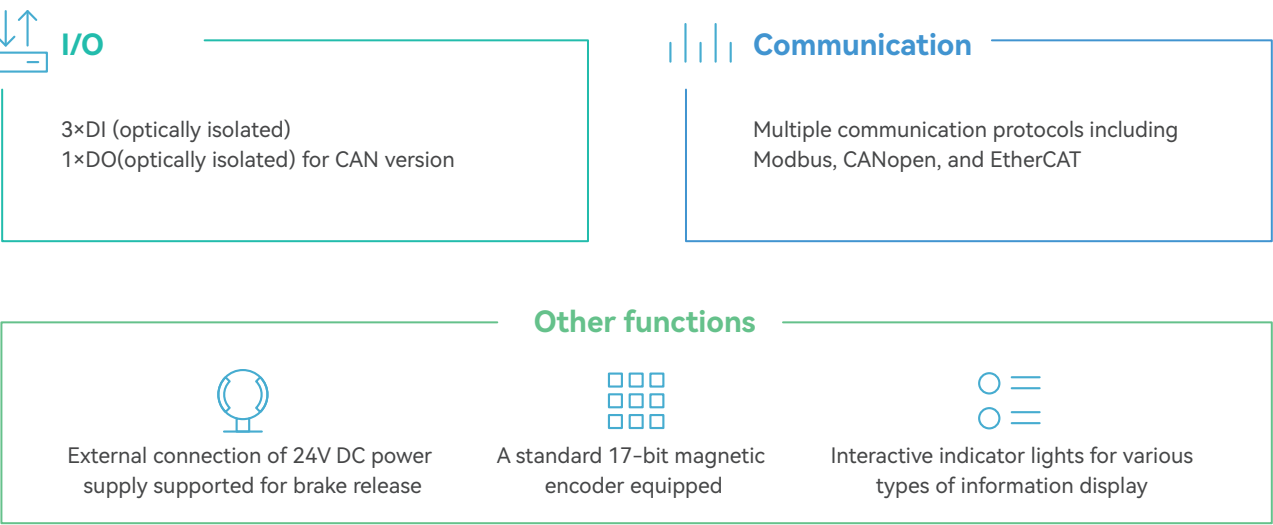 I/O
3×DI (optically isolated)
1×DO(optically isolated) for CAN version
Communication
Multiple communication protocols including
Modbus, CANopen, and EtherCAT
Other functions
External connection of 24V DC power
supply supported for brake release
A standard 17-bit magnetic
encoder equipped
Interactive indicator lights for various
types of information display